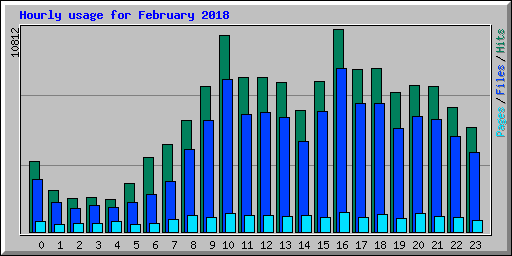 Hourly usage for February 2018
10812
Pages/Files/Hits
0 1 2 3 4 5 6 7 8 9 10 11 12 13 14 15 16 17 18 19 20 21 22 23